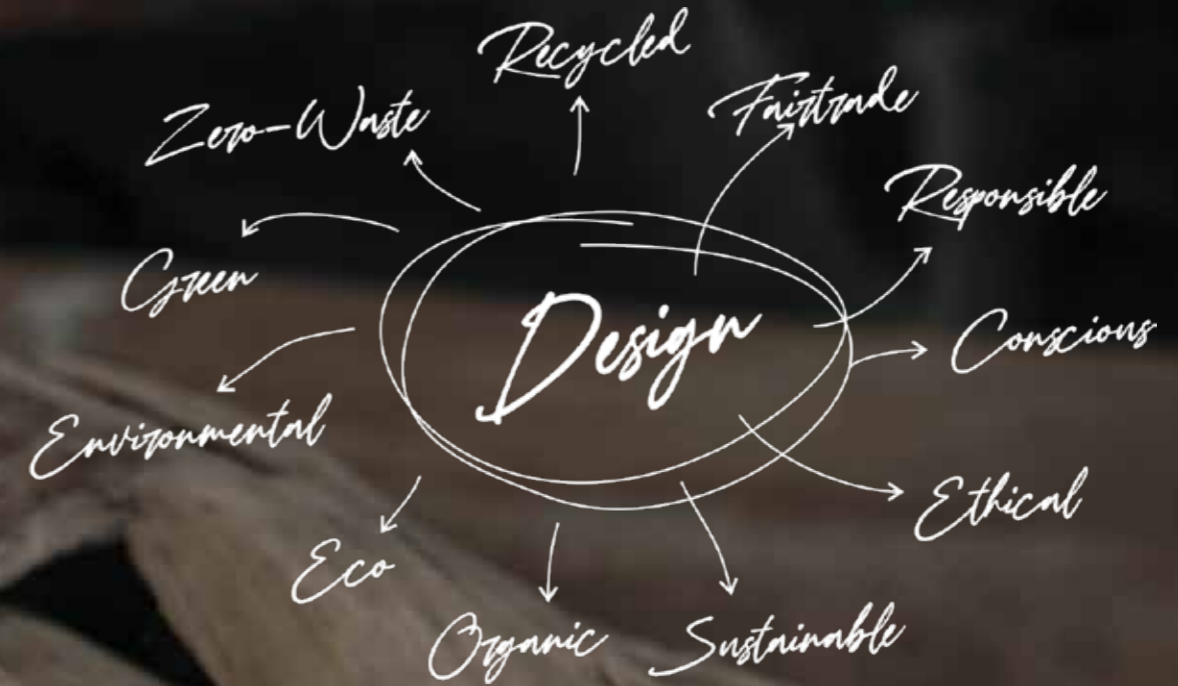 Recycled
Fairtrade
Zero-Waste
Responsible
Green
Design
Conscious
Environmental
Ethical
Eco
Organic
Sustainable